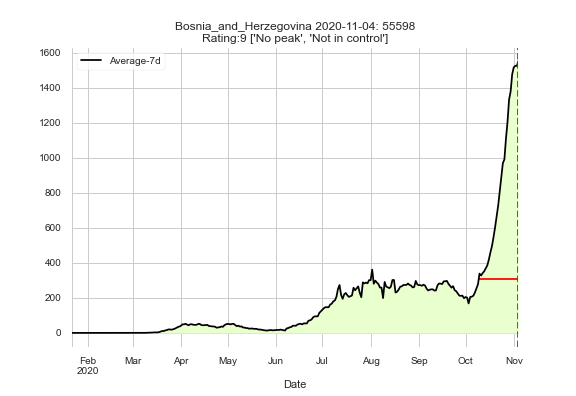 Bosnia_and_Herzegovina 2020-11-04: 55598
Rating:9 ['No peak', 'Not in control']
Average-7d
1600
1400
1200
1000
800
600
400
200
0
Feb Mar Apr May Jun Jul Aug Sep Oct Nov
2020
Date